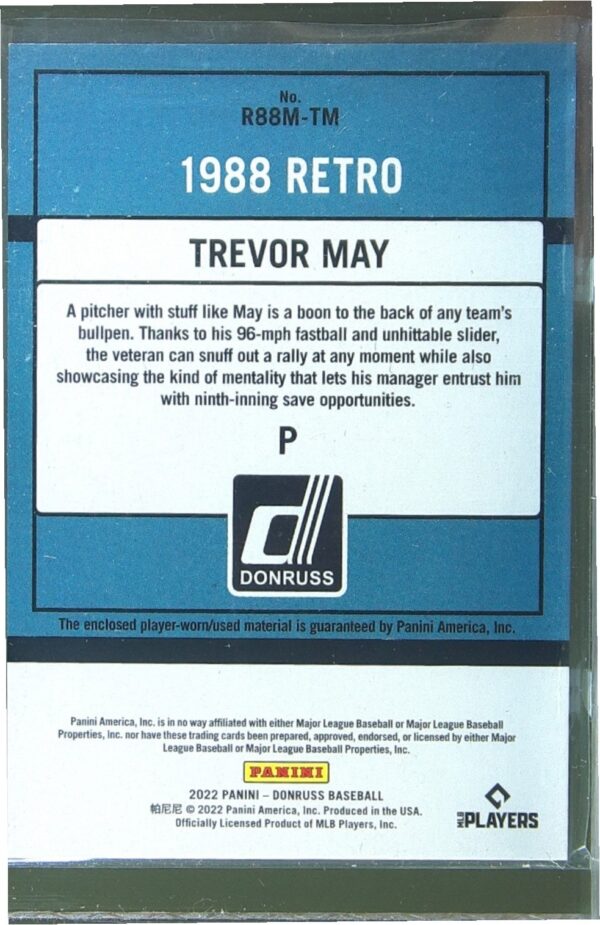 No.
R88M-TM
1988 RETRO
TREVOR MAY
A pitcher with stuff like May is a boon to the back of any team's
bullpen. Thanks to his 96-mph fastball and unhittable slider,
the veteran can snuff out a rally at any moment while also
showcasing the kind of mentality that lets his manager entrust him
with ninth-inning save opportunities.
P
d
DONRUSS
The enclosed player-worn/used material is guaranteed by Panini America, Inc.
Panini America, Inc. is in no way affiliated with either Major League Baseball or Major League Baseball
Properties, Inc. nor have these trading cards been prepared, approved, endorsed, or licensed by either Major
League Baseball or Major League Baseball Properties, Inc.
PANINI
2022 PANINI – DONRUSS BASEBALL
帕尼尼 © 2022 Panini America, Inc. Produced in the USA.
Officially Licensed Product of MLB Players, Inc.
MLB PLAYERS